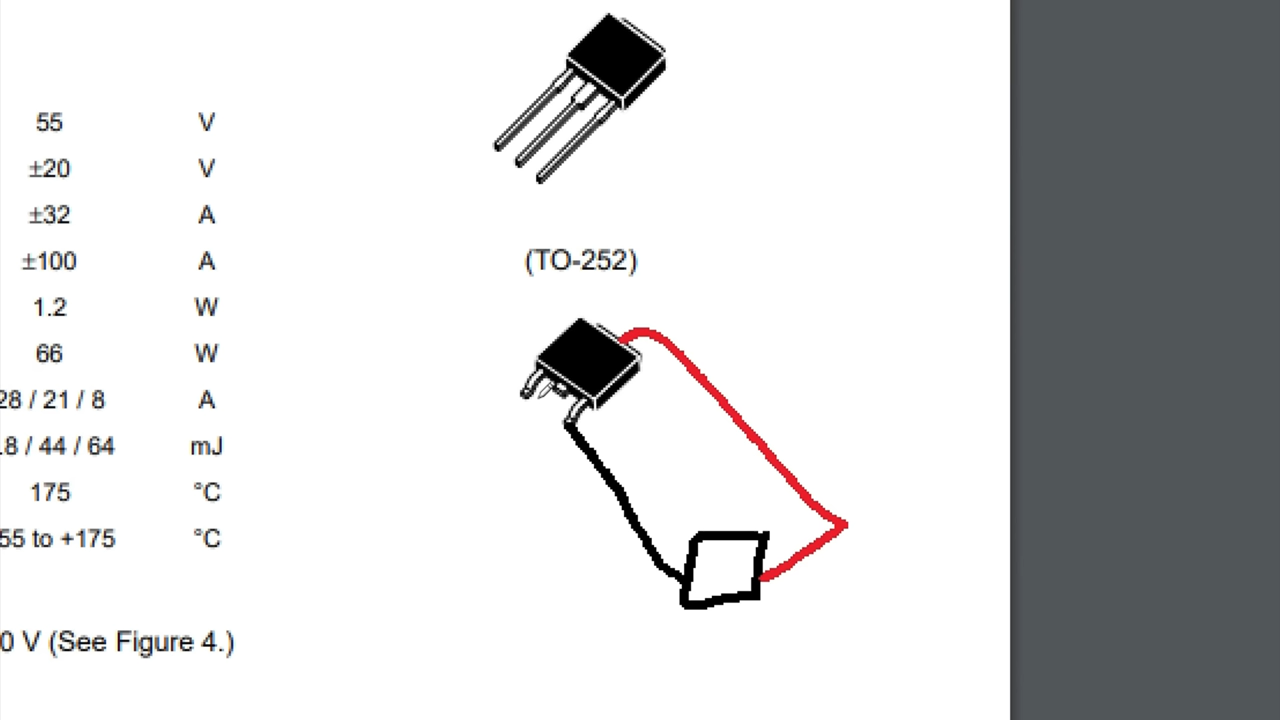 55 V
±20 V
±32 A
±100 A
1.2 W
66 W
28 / 21 / 8 A
.8 / 44 / 64 mJ
175 °C
55 to +175 °C
0 V (See Figure 4.)
(TO-252)